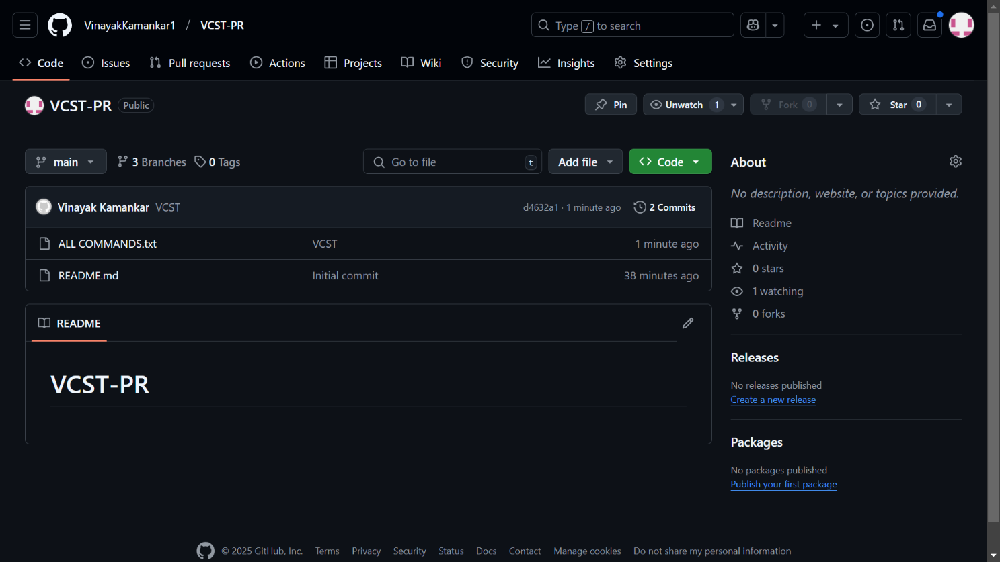 VinayakKamankar1 / VCST-PR
Type / to search
Code Issues Pull requests Actions Projects Wiki Security Insights Settings
VCST-PR Public
Pin Unwatch 1 Fork 0 Star 0
main 3 Branches 0 Tags
Go to file t Add file Code
Vinayak Kamankar VCST d4632a1 · 1 minute ago 2 Commits
ALL COMMANDS.txt VCST 1 minute ago
README.md Initial commit 38 minutes ago
README
VCST-PR
About
No description, website, or topics provided.
Readme
Activity
0 stars
1 watching
0 forks
Releases
No releases published
Create a new release
Packages
No packages published
Publish your first package
© 2025 GitHub, Inc. Terms Privacy Security Status Docs Contact Manage cookies Do not share my personal information